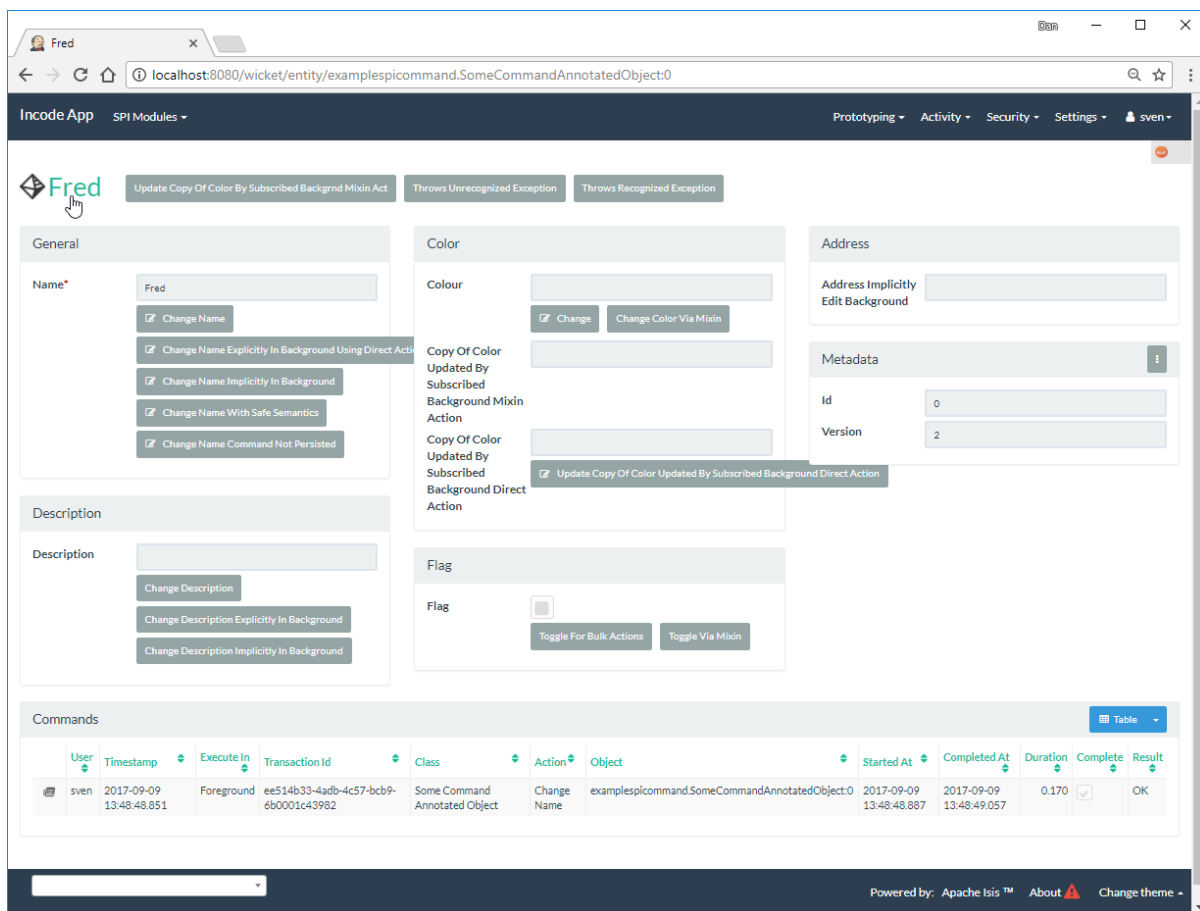 Dan
Fred
localhost:8080/wicket/entity/examplespicommand.SomeCommandAnnotatedObject:0
Incode App SPI Modules Prototyping Activity Security Settings sven
Fred Update Copy Of Color By Subscribed Backgrnd Mixin Act Throws Unrecognized Exception Throws Recognized Exception
General
Name* Fred
Change Name
Change Name Explicitly In Background Using Direct Acti
Change Name Implicitly In Background
Change Name With Safe Semantics
Change Name Command Not Persisted
Description
Description
Change Description
Change Description Explicitly In Background
Change Description Implicitly In Background
Color
Colour
Change Change Color Via Mixin
Copy Of Color
Updated By
Subscribed
Background Mixin
Action
Copy Of Color
Updated By
Subscribed
Background Direct
Action
Update Copy Of Color Updated By Subscribed Background Direct Action
Flag
Flag
Toggle For Bulk Actions Toggle Via Mixin
Address
Address Implicitly
Edit Background
Metadata
Id 0
Version 2
Commands Table
User Timestamp Execute In Transaction Id Class Action Object Started At Completed At Duration Complete Result
sven 2017-09-09 Foreground ee514b33-4adb-4c57-bcb9- Some Command Change examplespicommand.SomeCommandAnnotatedObject:0 2017-09-09 2017-09-09 0.170 OK
13:48:48.851 6b0001c43982 Annotated Object Name 13:48:48.887 13:48:49.057
Powered by: Apache Isis ™ About Change theme